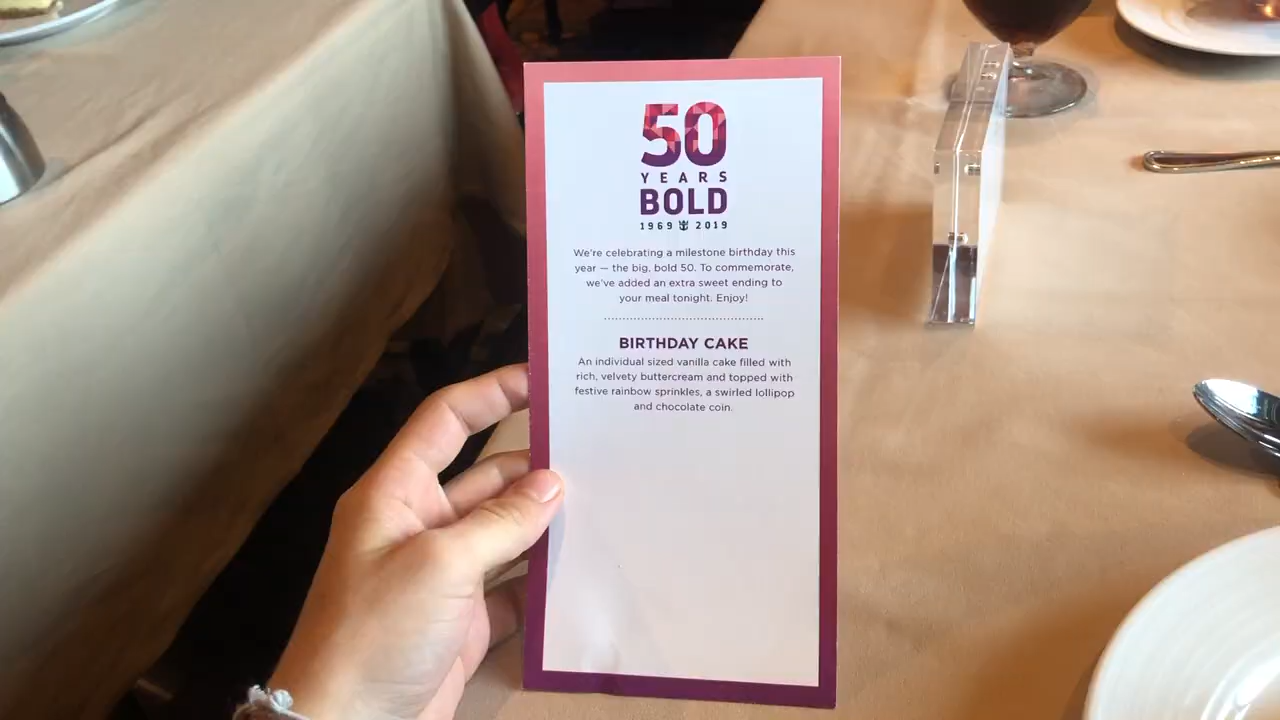 50
YEARS
BOLD
1969 2019
We're celebrating a milestone birthday this
year — the big, bold 50. To commemorate,
we've added an extra sweet ending to
your meal tonight. Enjoy!
BIRTHDAY CAKE
An individual sized vanilla cake filled with
rich, velvety buttercream and topped with
festive rainbow sprinkles, a swirled lollipop
and chocolate coin.